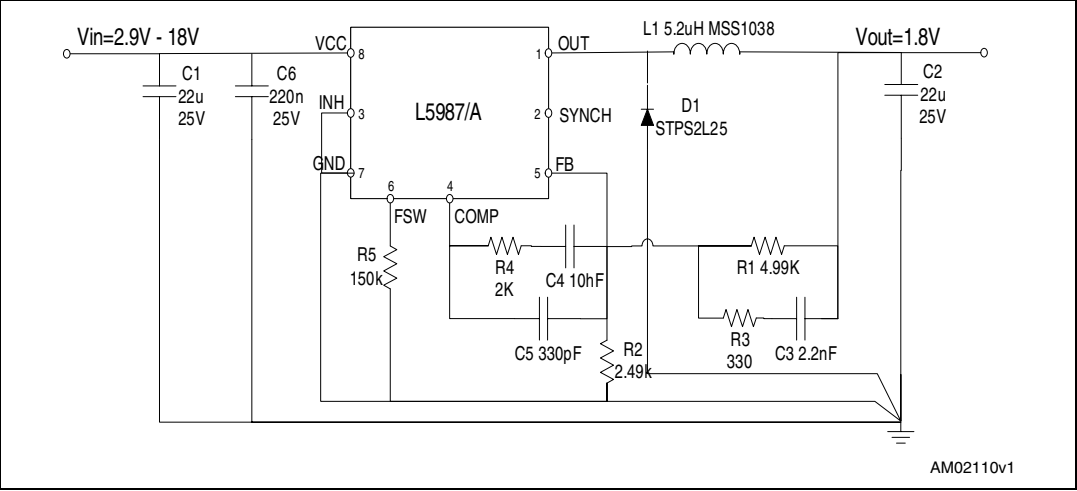 Vin=2.9V - 18V
VCC
8
OUT
1
L1 5.2uH MSS1038
Vout=1.8V
C1
22u
25V
C6
220n
25V
INH
3
L5987/A
2
SYNCH
D1
STPS2L25
C2
22u
25V
GND
7
5
FB
6
FSW
4
COMP
R5
150k
R4
2K
C4 10hF
R1 4.99K
C5 330pF
R2
2.49k
R3
330
C3 2.2nF
AM02110v1